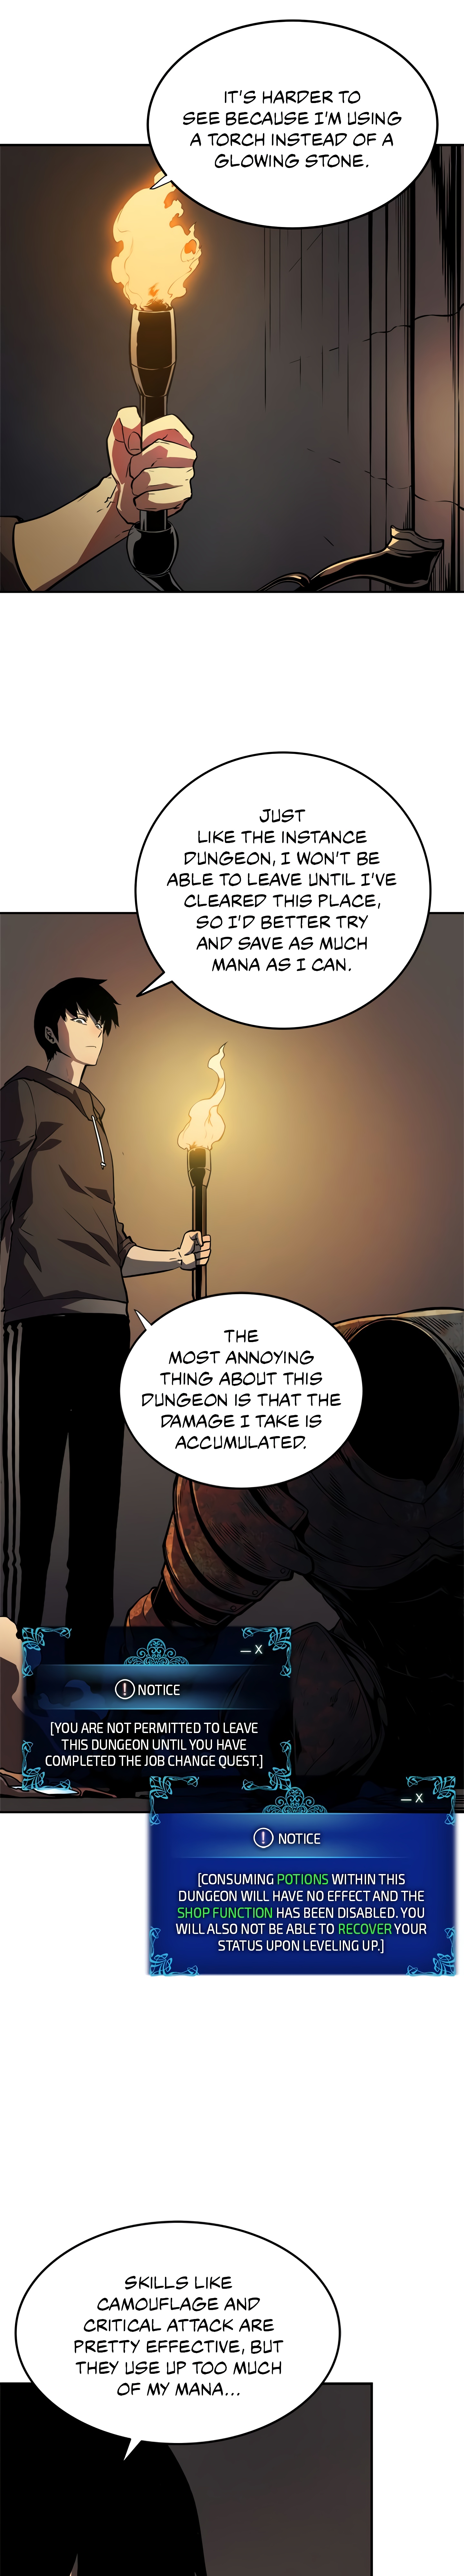 IT'S HARDER TO
SEE BECAUSE I'M USING
A TORCH INSTEAD OF A
GLOWING STONE.
JUST
LIKE THE INSTANCE
DUNGEON, I WON'T BE
ABLE TO LEAVE UNTIL I'VE
CLEARED THIS PLACE,
SO I'D BETTER TRY
AND SAVE AS MUCH
MANA AS I CAN.
THE
MOST ANNOYING
THING ABOUT THIS
DUNGEON IS THAT THE
DAMAGE I TAKE IS
ACCUMULATED.
— X
! NOTICE
[YOU ARE NOT PERMITTED TO LEAVE
THIS DUNGEON UNTIL YOU HAVE
COMPLETED THE JOB CHANGE QUEST.]
— X
! NOTICE
[CONSUMING POTIONS WITHIN THIS
DUNGEON WILL HAVE NO EFFECT AND THE
SHOP FUNCTION HAS BEEN DISABLED. YOU
WILL ALSO NOT BE ABLE TO RECOVER YOUR
STATUS UPON LEVELING UP.]
SKILLS LIKE
CAMOUFLAGE AND
CRITICAL ATTACK ARE
PRETTY EFFECTIVE, BUT
THEY USE UP TOO MUCH
OF MY MANA...